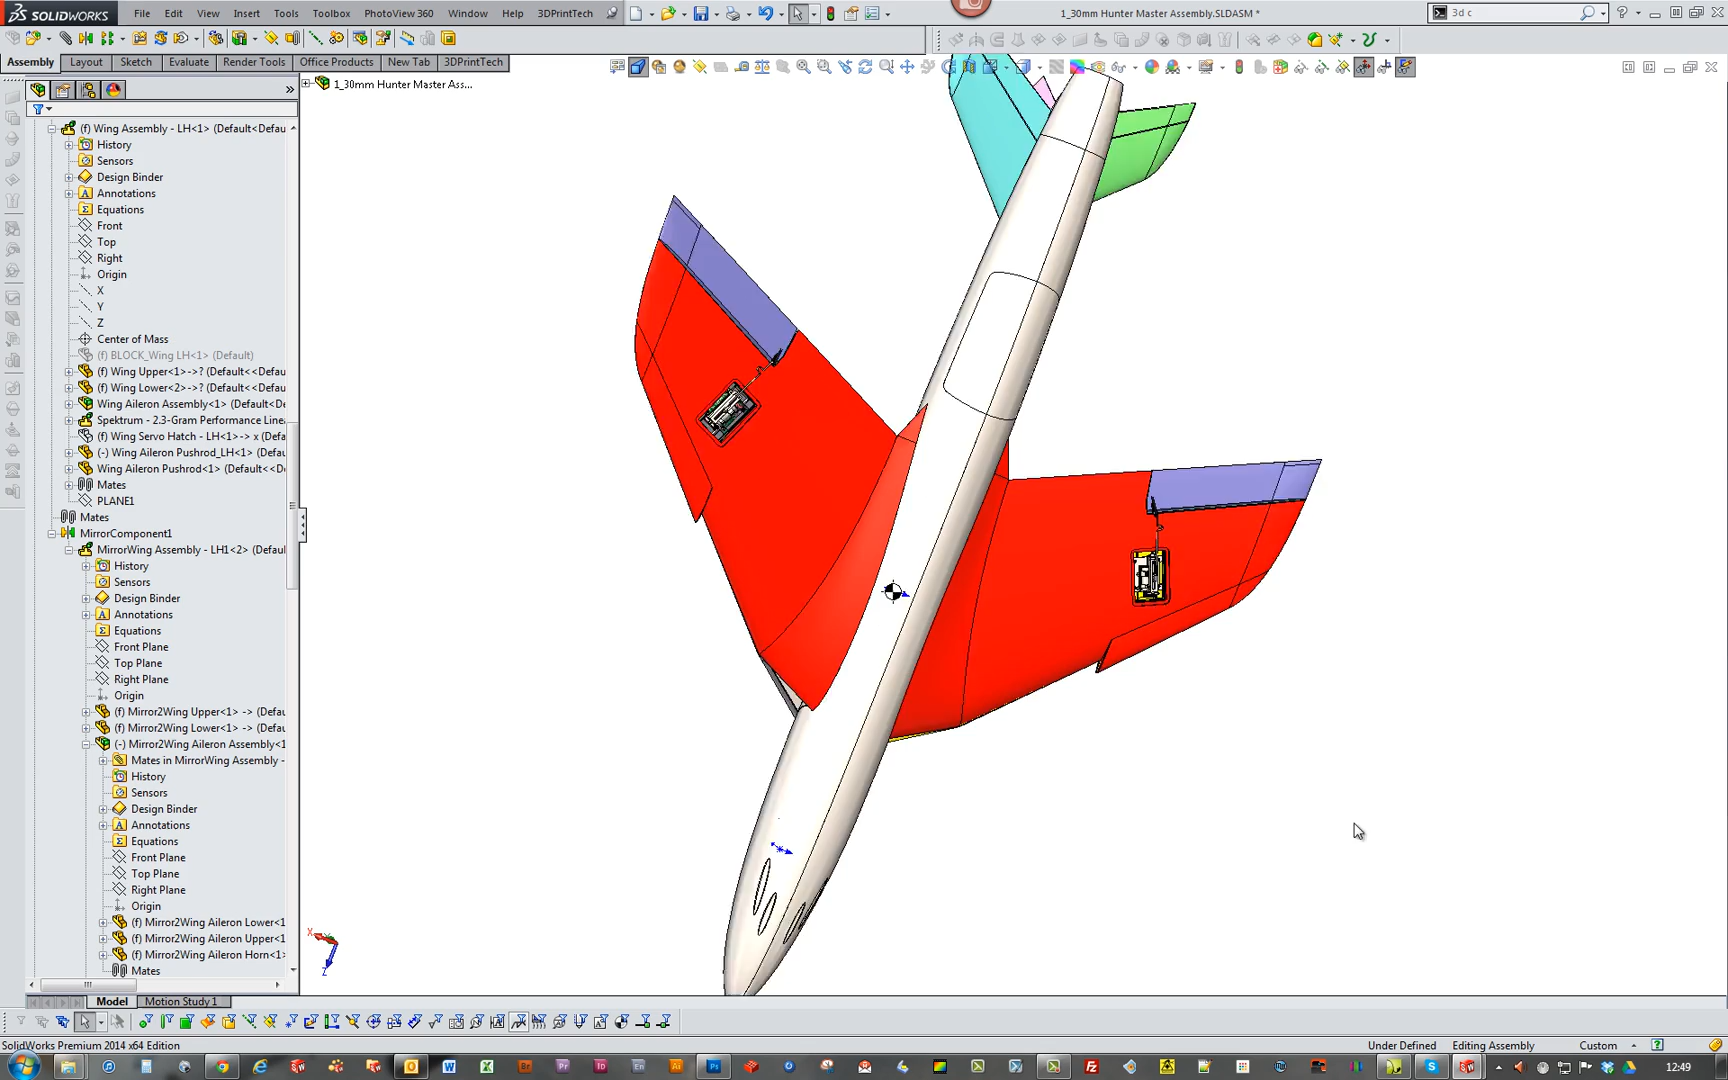 SOLIDWORKS File Edit View Insert Tools Toolbox PhotoView 360 Window Help 3DPrintTech 1_30mm Hunter Master Assembly.SLDASM * 3d c
Assembly Layout Sketch Evaluate Render Tools Office Products New Tab 3DPrintTech
1_30mm Hunter Master Ass...
(f) Wing Assembly - LH<1> (Default<Defau
History
Sensors
Design Binder
Annotations
Equations
Front
Top
Right
Origin
X
Y
Z
Center of Mass
(f) BLOCK_Wing LH<1> (Default)
(f) Wing Upper<1>->? (Default<<Defau
(f) Wing Lower<2>->? (Default<<Defau
Wing Aileron Assembly<1> (Default<De
Spektrum - 2.3-Gram Performance Line
(f) Wing Servo Hatch - LH<1>-> x (Defa
(-) Wing Aileron Pushrod_LH<1> (Defau
Wing Aileron Pushrod<1> (Default<<De
Mates
PLANE1
Mates
MirrorComponent1
MirrorWing Assembly - LH1<2> (Defaul
History
Sensors
Design Binder
Annotations
Equations
Front Plane
Top Plane
Right Plane
Origin
(f) Mirror2Wing Upper<1> -> (Defau
(f) Mirror2Wing Lower<1> -> (Defau
(-) Mirror2Wing Aileron Assembly<1
Mates in MirrorWing Assembly -
History
Sensors
Design Binder
Annotations
Equations
Front Plane
Top Plane
Right Plane
Origin
(f) Mirror2Wing Aileron Lower<1
(f) Mirror2Wing Aileron Upper<1
(f) Mirror2Wing Aileron Horn<1>
Mates
X
Z
Model Motion Study 1
SolidWorks Premium 2014 x64 Edition Under Defined Editing Assembly Custom
12:49